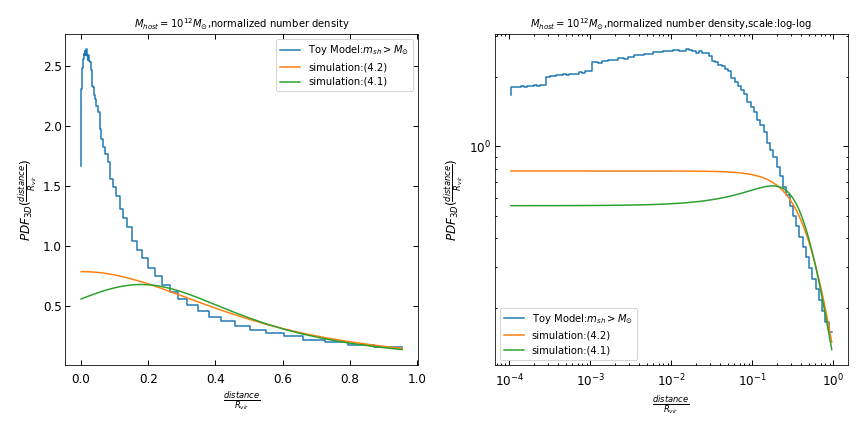 M_host = 10^12 M_⊙,normalized number density
PDF_3D(distance/R_vir)
2.5
2.0
1.5
1.0
0.5
Toy Model:m_sh > M_⊙
simulation:(4.2)
simulation:(4.1)
0.0 0.2 0.4 0.6 0.8 1.0
distance/R_vir
M_host = 10^12 M_⊙,normalized number density,scale:log-log
PDF_3D(distance/R_vir)
10^0
Toy Model:m_sh > M_⊙
simulation:(4.2)
simulation:(4.1)
10^−4 10^−3 10^−2 10^−1 10^0
distance/R_vir